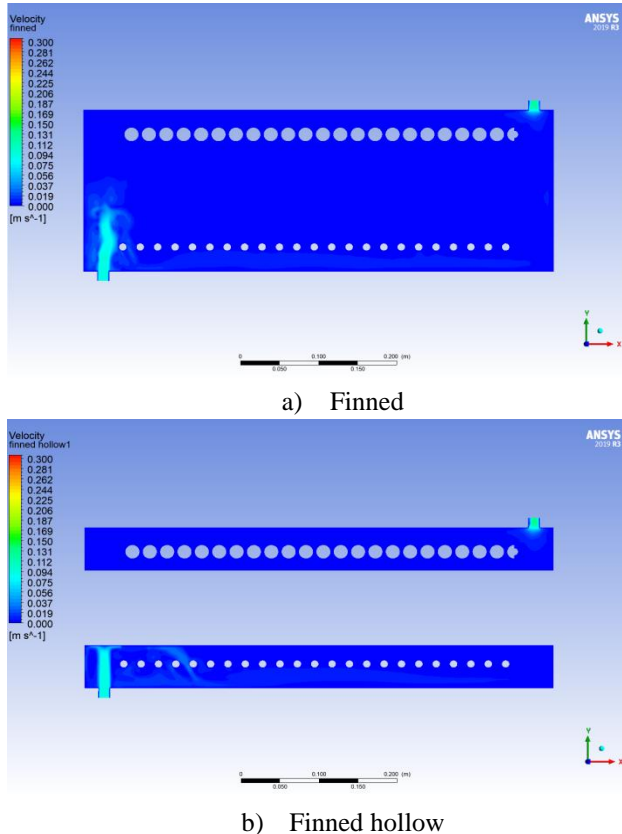 Velocity
finned
0.300
0.281
0.262
0.244
0.225
0.206
0.187
0.169
0.150
0.131
0.112
0.094
0.075
0.056
0.037
0.019
0.000
[m s^-1]
ANSYS
2019 R3
Y
X
0 0.100 0.200 (m)
0.050 0.150
a) Finned
Velocity
finned hollow1
0.300
0.281
0.262
0.244
0.225
0.206
0.187
0.169
0.150
0.131
0.112
0.094
0.075
0.056
0.037
0.019
0.000
[m s^-1]
ANSYS
2019 R3
Y
X
0 0.100 0.200 (m)
0.050 0.150
b) Finned hollow